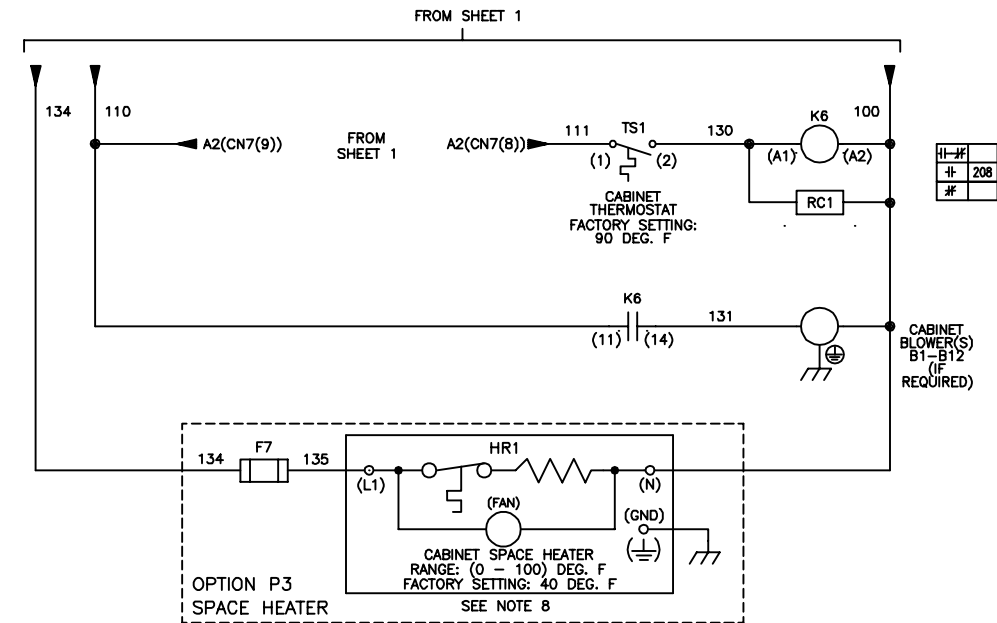 FROM SHEET 1
134
110
100
A2(CN7(9))
FROM
SHEET 1
A2(CN7(8))
111
TS1
130
K6
(1)
(2)
(A1)
(A2)
RC1
208
CABINET
THERMOSTAT
FACTORY SETTING:
90 DEG. F
K6
(11)
(14)
131
CABINET
BLOWER(S)
B1-B12
(IF
REQUIRED)
134
F7
135
HR1
(L1)
(N)
(FAN)
(GND)
CABINET SPACE HEATER
RANGE: (0 - 100) DEG. F
FACTORY SETTING: 40 DEG. F
OPTION P3
SPACE HEATER
SEE NOTE 8